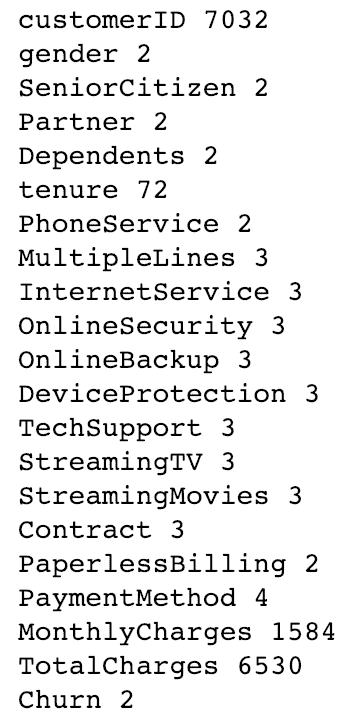 customerID 7032
gender 2
SeniorCitizen 2
Partner 2
Dependents 2
tenure 72
PhoneService 2
MultipleLines 3
InternetService 3
OnlineSecurity 3
OnlineBackup 3
DeviceProtection 3
TechSupport 3
StreamingTV 3
StreamingMovies 3
Contract 3
PaperlessBilling 2
PaymentMethod 4
MonthlyCharges 1584
TotalCharges 6530
Churn 2